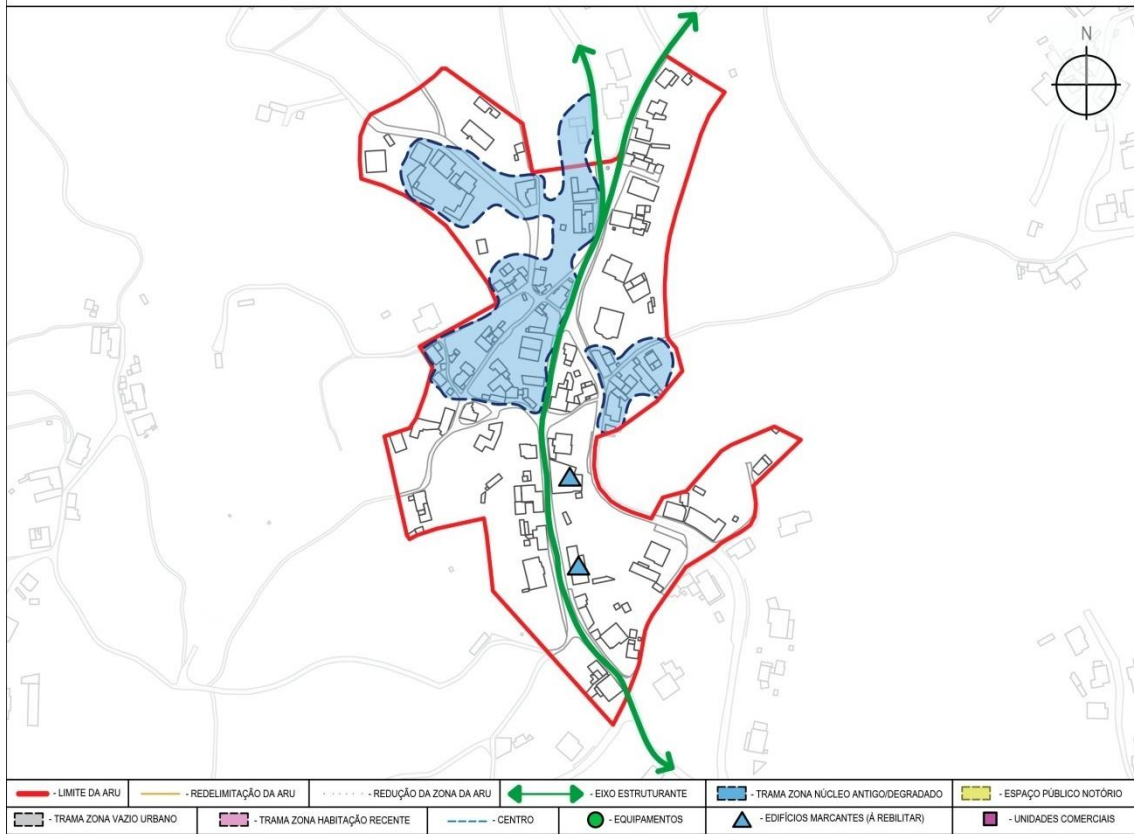 N
- LIMITE DA ARU
- REDELIMITAÇÃO DA ARU
- REDUÇÃO DA ZONA DA ARU
- EIXO ESTRUTURANTE
- TRAMA ZONA NÚCLEO ANTIGO/DEGRADADO
- ESPAÇO PÚBLICO NOTÓRIO
- TRAMA ZONA VAZIO URBANO
- TRAMA ZONA HABITAÇÃO RECENTE
- CENTRO
- EQUIPAMENTOS
- EDIFÍCIOS MARCANTES (Á REBILITAR)
- UNIDADES COMERCIAIS